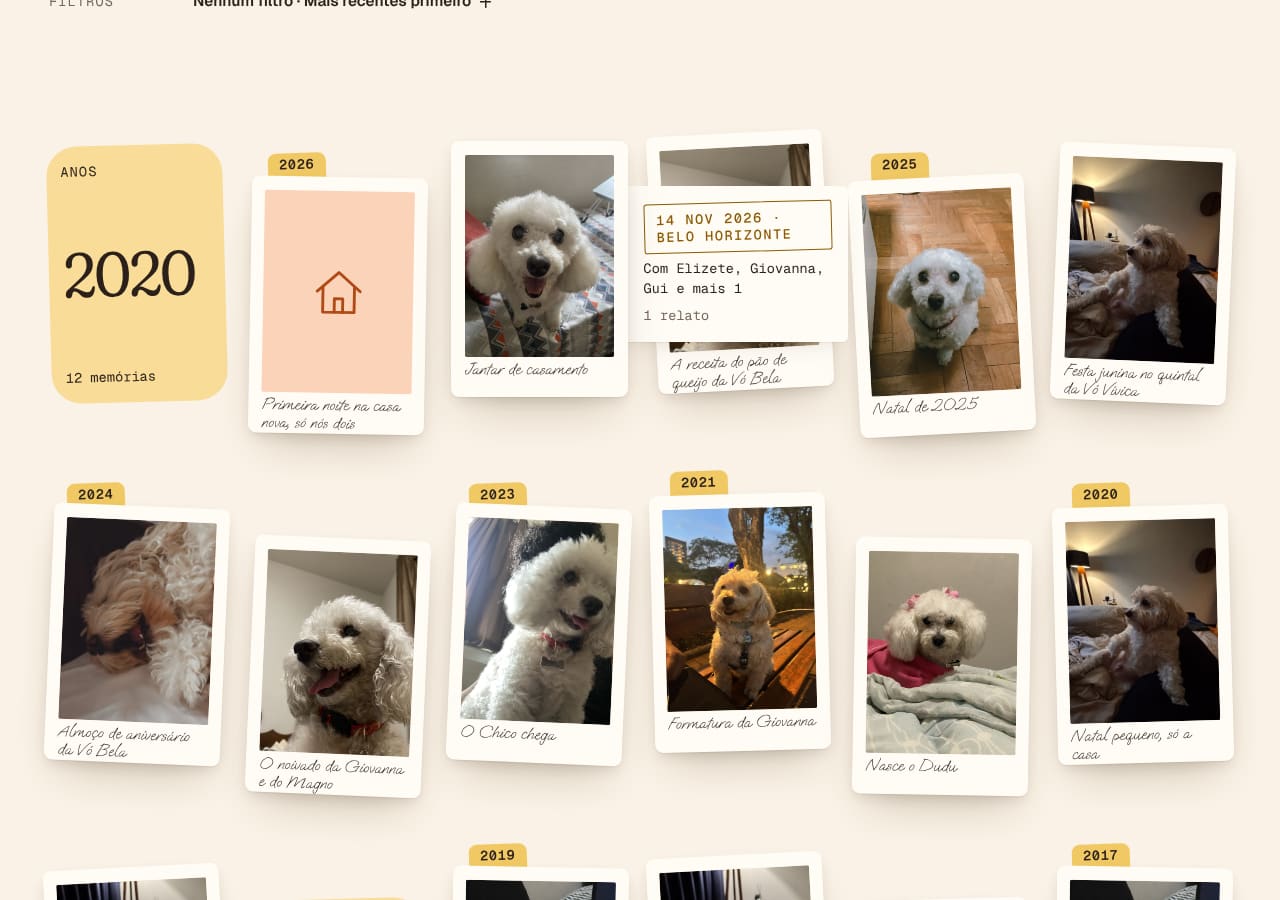 FILTROS
Nenhum filtro · Mais recentes primeiro +
ANOS
2020
12 memórias
2026
Primeira noite na casa
nova, só nós dois
Jantar de casamento
14 NOV 2026 ·
BELO HORIZONTE
Com Elizete, Giovanna,
Gui e mais 1
1 relato
A receita do pão de
queijo da Vó Bela
2025
Natal de 2025
Festa junina no quintal
da Vó Vivica
2024
Almoço de aniversário
da Vó Bela
O noivado da Giovanna
e do Magno
2023
O Chico chega
2021
Formatura da Giovanna
Nasce o Dudu
2020
Natal pequeno, só a
casa
2019
2017